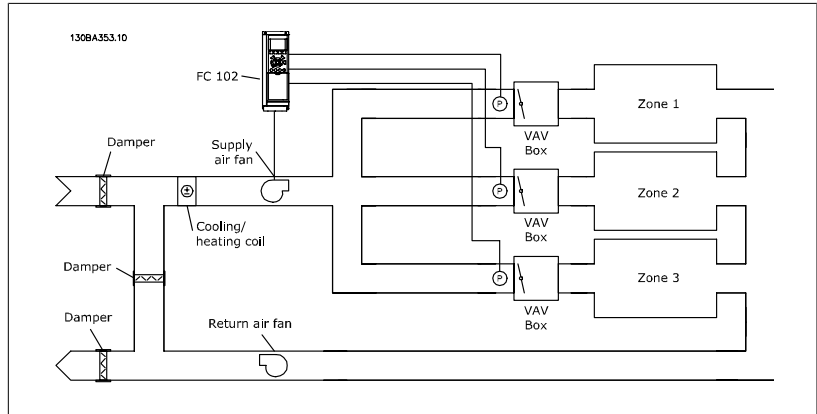 130BA353.10
FC 102
Damper
Supply
air fan
Cooling/
heating coil
Damper
Damper
Return air fan
P
VAV
Box
Zone 1
P
VAV
Box
Zone 2
P
VAV
Box
Zone 3